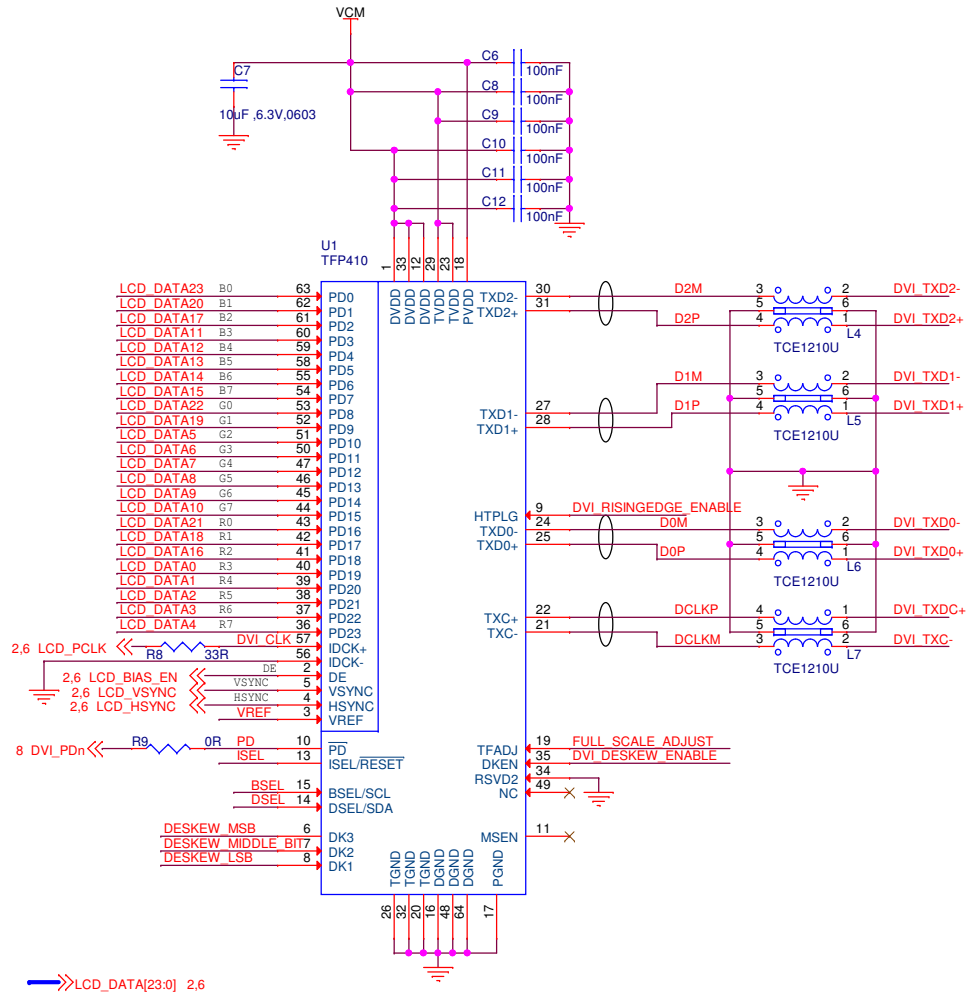 VCM
C7
10uF ,6.3V,0603
C6
100nF
C8
100nF
C9
100nF
C10
100nF
C11
100nF
C12
100nF
U1
TFP410
1 33 12 29 23 18
DVDD DVDD DVDD TVDD TVDD PVDD
LCD_DATA23 B0 63 PD0
LCD_DATA20 B1 62 PD1
LCD_DATA17 B2 61 PD2
LCD_DATA11 B3 60 PD3
LCD_DATA12 B4 59 PD4
LCD_DATA13 B5 58 PD5
LCD_DATA14 B6 55 PD6
LCD_DATA15 B7 54 PD7
LCD_DATA22 G0 53 PD8
LCD_DATA19 G1 52 PD9
LCD_DATA5 G2 51 PD10
LCD_DATA6 G3 50 PD11
LCD_DATA7 G4 47 PD12
LCD_DATA8 G5 46 PD13
LCD_DATA9 G6 45 PD14
LCD_DATA10 G7 44 PD15
LCD_DATA21 R0 43 PD16
LCD_DATA18 R1 42 PD17
LCD_DATA16 R2 41 PD18
LCD_DATA0 R3 40 PD19
LCD_DATA1 R4 39 PD20
LCD_DATA2 R5 38 PD21
LCD_DATA3 R6 37 PD22
LCD_DATA4 R7 36 PD23
2,6 LCD_PCLK R8 33R DVI_CLK 57 IDCK+
56 IDCK-
2,6 LCD_BIAS_EN DE 2 DE
2,6 LCD_VSYNC VSYNC 5 VSYNC
2,6 LCD_HSYNC HSYNC 4 HSYNC
VREF 3 VREF
8 DVI_PDn R9 0R PD 10 PD
ISEL 13 ISEL/RESET
BSEL 15 BSEL/SCL
DSEL 14 DSEL/SDA
DESKEW_MSB 6 DK3
DESKEW_MIDDLE_BIT 7 DK2
DESKEW_LSB 8 DK1
TXD2- 30 D2M 3 2 DVI_TXD2-
5 6
TXD2+ 31 D2P 4 1 DVI_TXD2+
TCE1210U L4
TXD1- 27 D1M 3 2 DVI_TXD1-
5 6
TXD1+ 28 D1P 4 1 DVI_TXD1+
TCE1210U L5
HTPLG 9 DVI_RISINGEDGE_ENABLE
TXD0- 24 D0M 3 2 DVI_TXD0-
5 6
TXD0+ 25 D0P 4 1 DVI_TXD0+
TCE1210U L6
TXC+ 22 DCLKP 4 1 DVI_TXDC+
5 6
TXC- 21 DCLKM 3 2 DVI_TXC-
TCE1210U L7
TFADJ 19 FULL_SCALE_ADJUST
DKEN 35 DVI_DESKEW_ENABLE
RSVD2 34
NC 49
MSEN 11
TGND TGND TGND DGND DGND DGND PGND
26 32 20 16 48 64 17
LCD_DATA[23:0] 2,6